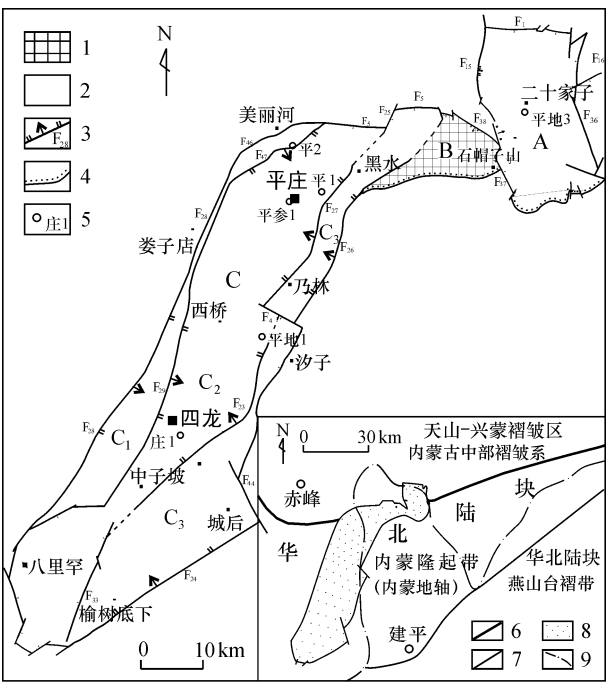 1
2
F28
3
4
庄1
5
N
F1
F15
F16
二十家子
平地3
F36
A
F5
F25
F5
F38
B
石帽子山
F37
美丽河
F46
F47
平2
黑水
平庄
平1
平参1
F27
C3
F26
F28
娄子店
C
乃林
西桥
F4
平地1
汐子
F29
C2
F23
四龙
庄1
F28
C1
中子坡
C3
城后
F44
八里罕
F24
F33
榆树底下
0 10 km
N
0 30 km
天山-兴蒙褶皱区
内蒙古中部褶皱系
赤峰
华 北 陆 块
内蒙隆起带
(内蒙地轴)
华北陆块
燕山台褶带
建平
6 8
7 9